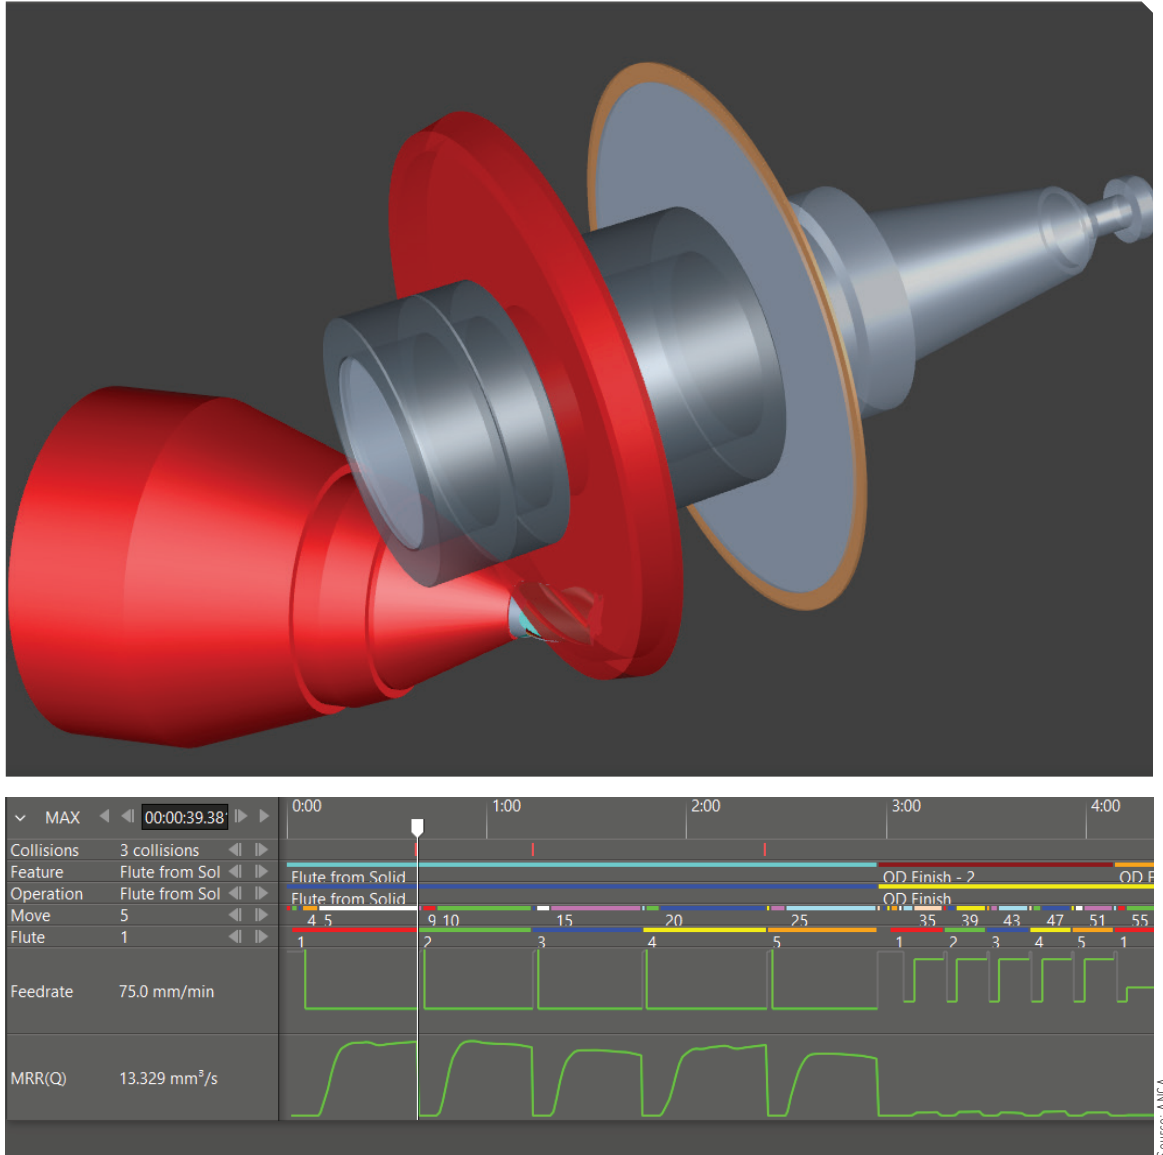 MAX 00:00:39.38 0:00 1:00 2:00 3:00 4:00
Collisions 3 collisions
Feature Flute from Sol Flute from Solid OD Finish - 2 OD F
Operation Flute from Sol Flute from Solid OD Finish
Move 5 4 5 9 10 15 20 25 35 39 43 47 51 55
Flute 1 1 2 3 4 5 1 2 3 4 5 1
Feedrate 75.0 mm/min
MRR(Q) 13.329 mm³/s
Source: ANCA